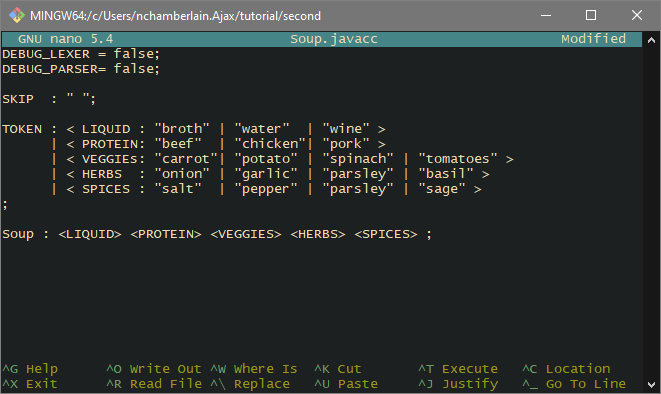 MINGW64:/c/Users/nchamberlain.Ajax/tutorial/second
GNU nano 5.4 Soup.javacc Modified
DEBUG_LEXER = false;
DEBUG_PARSER= false;
SKIP : " ";
TOKEN : < LIQUID : "broth" | "water" | "wine" >
| < PROTEIN: "beef" | "chicken"| "pork" >
| < VEGGIEs: "carrot"| "potato" | "spinach" | "tomatoes" >
| < HERBS : "onion" | "garlic" | "parsley" | "basil" >
| < SPICES : "salt" | "pepper" | "parsley" | "sage" >
;
Soup : <LIQUID> <PROTEIN> <VEGGIES> <HERBS> <SPICES> ;
^G Help ^O Write Out ^W Where Is ^K Cut ^T Execute ^C Location
^X Exit ^R Read File ^\ Replace ^U Paste ^J Justify ^_ Go To Line